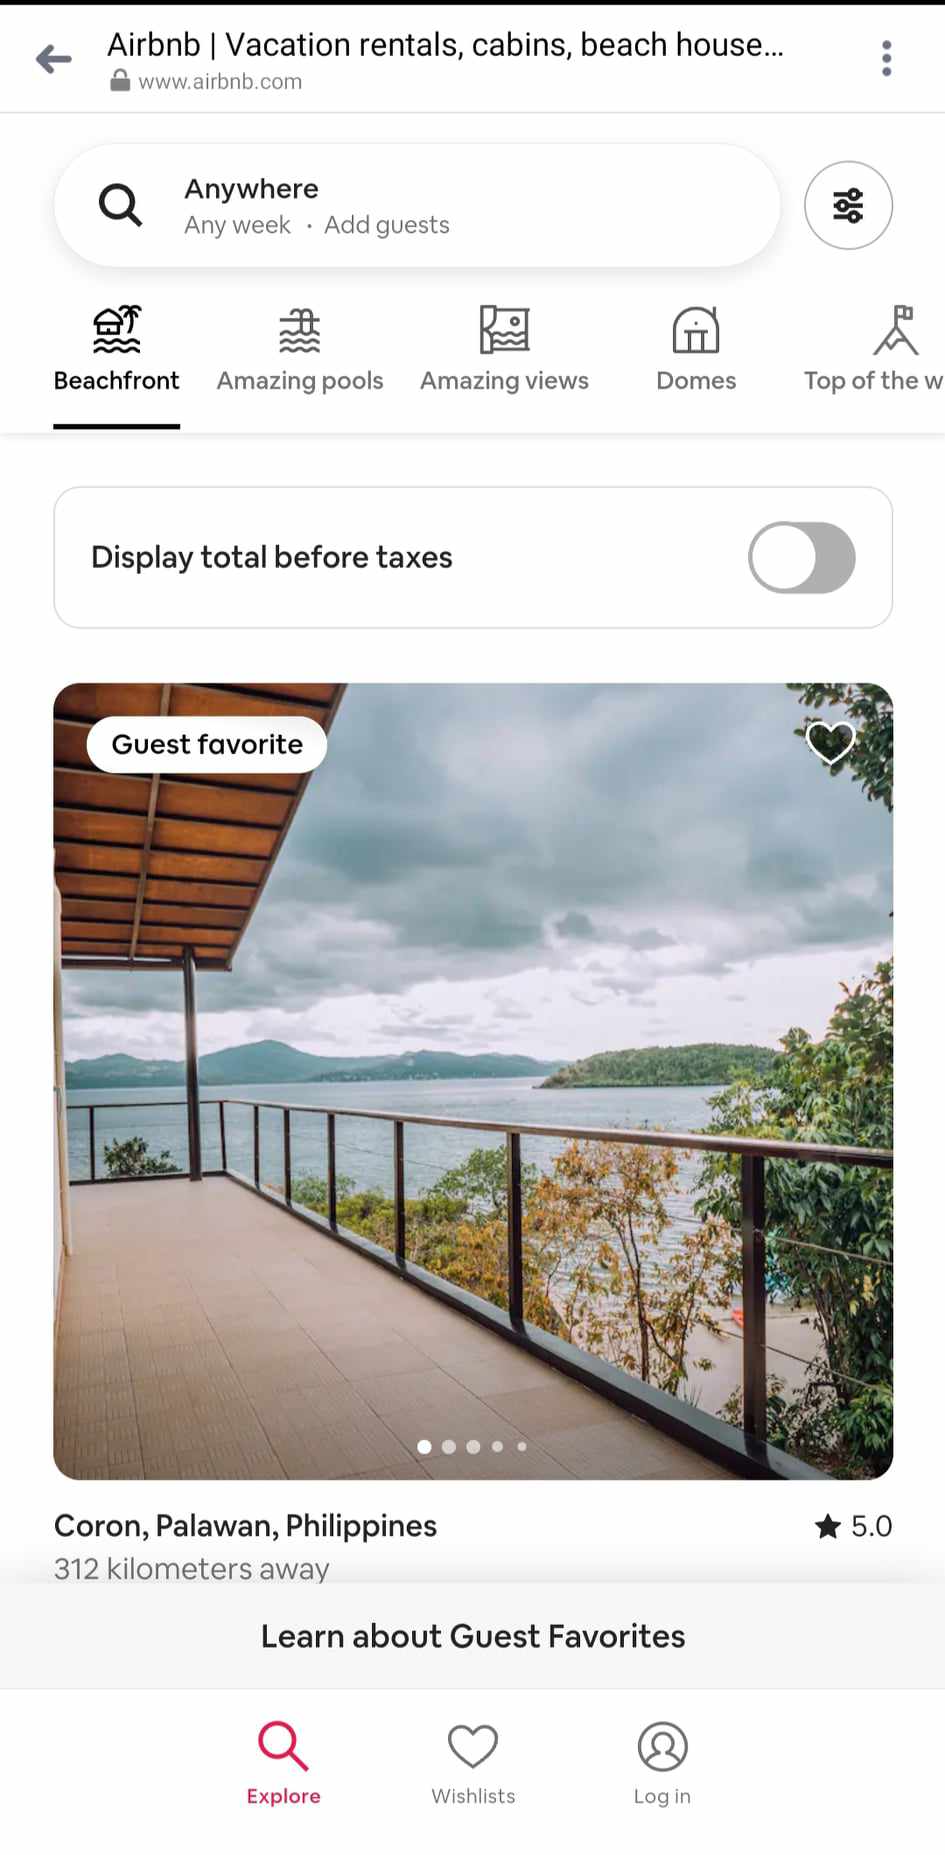 Airbnb | Vacation rentals, cabins, beach house...
www.airbnb.com
Anywhere
Any week · Add guests
Beachfront
Amazing pools
Amazing views
Domes
Top of the w
Display total before taxes
Guest favorite
Coron, Palawan, Philippines
5.0
312 kilometers away
Learn about Guest Favorites
Explore
Wishlists
Log in